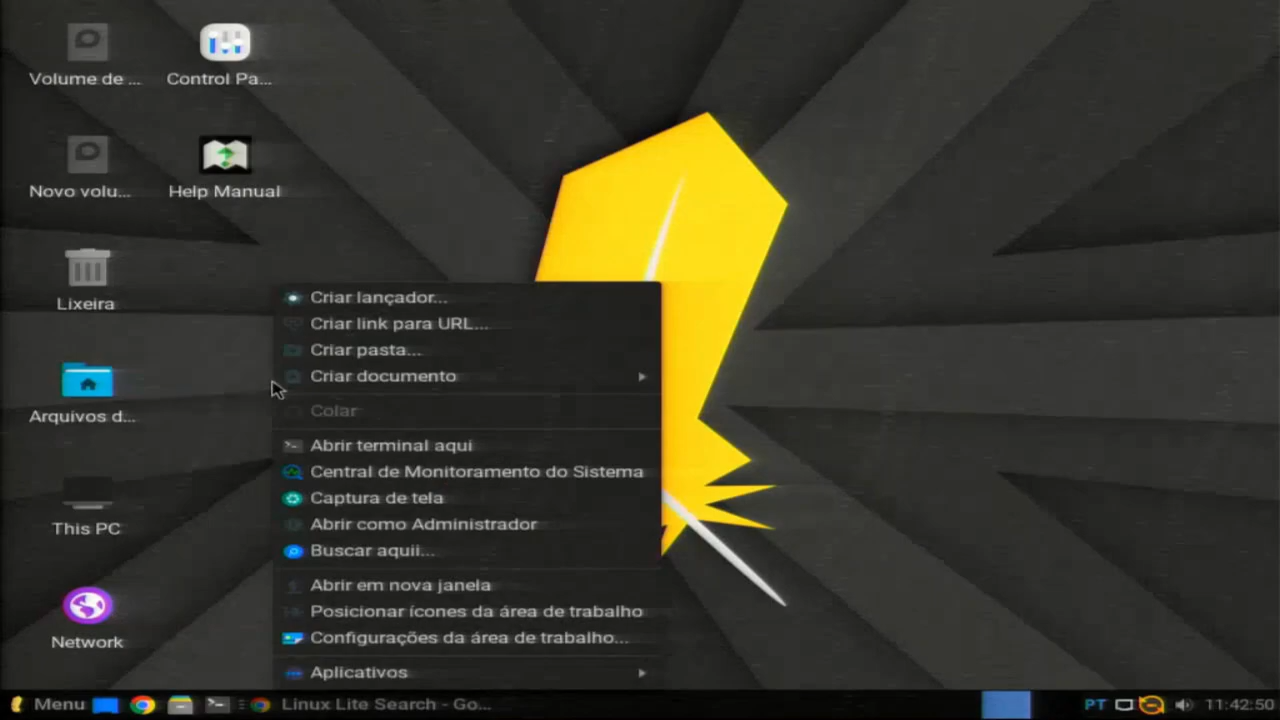 Volume de ...
Control Pa...
Novo volu...
Help Manual
Lixeira
Arquivos d...
This PC
Network
Criar lançador...
Criar link para URL...
Criar pasta...
Criar documento
Colar
Abrir terminal aqui
Central de Monitoramento do Sistema
Captura de tela
Abrir como Administrador
Buscar aquii...
Abrir em nova janela
Posicionar ícones da área de trabalho
Configurações da área de trabalho...
Aplicativos
Menu
Linux Lite Search - Go...
PT
11:42:50